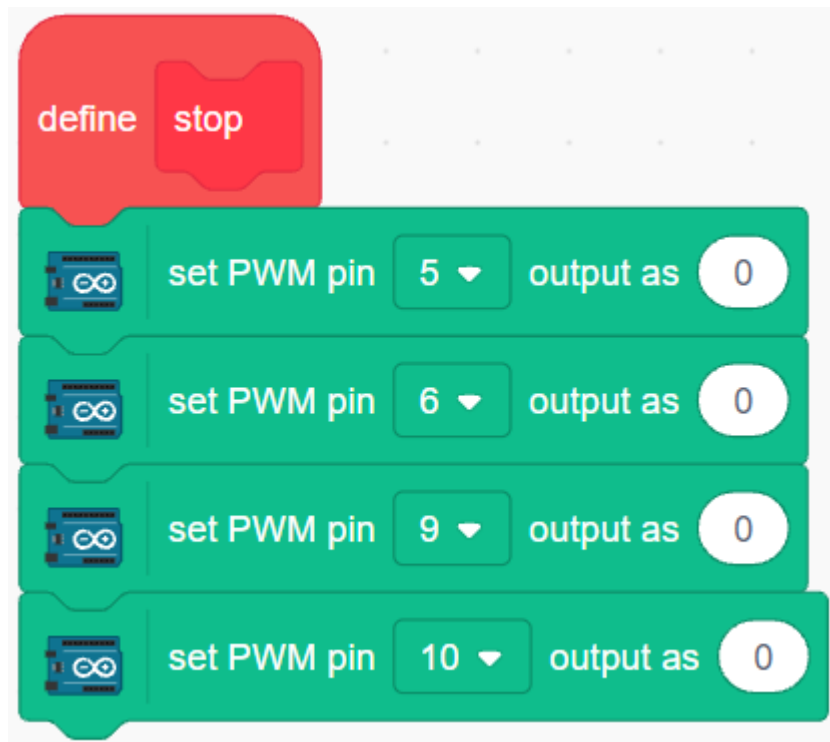 define stop
set PWM pin 5 output as 0
set PWM pin 6 output as 0
set PWM pin 9 output as 0
set PWM pin 10 output as 0